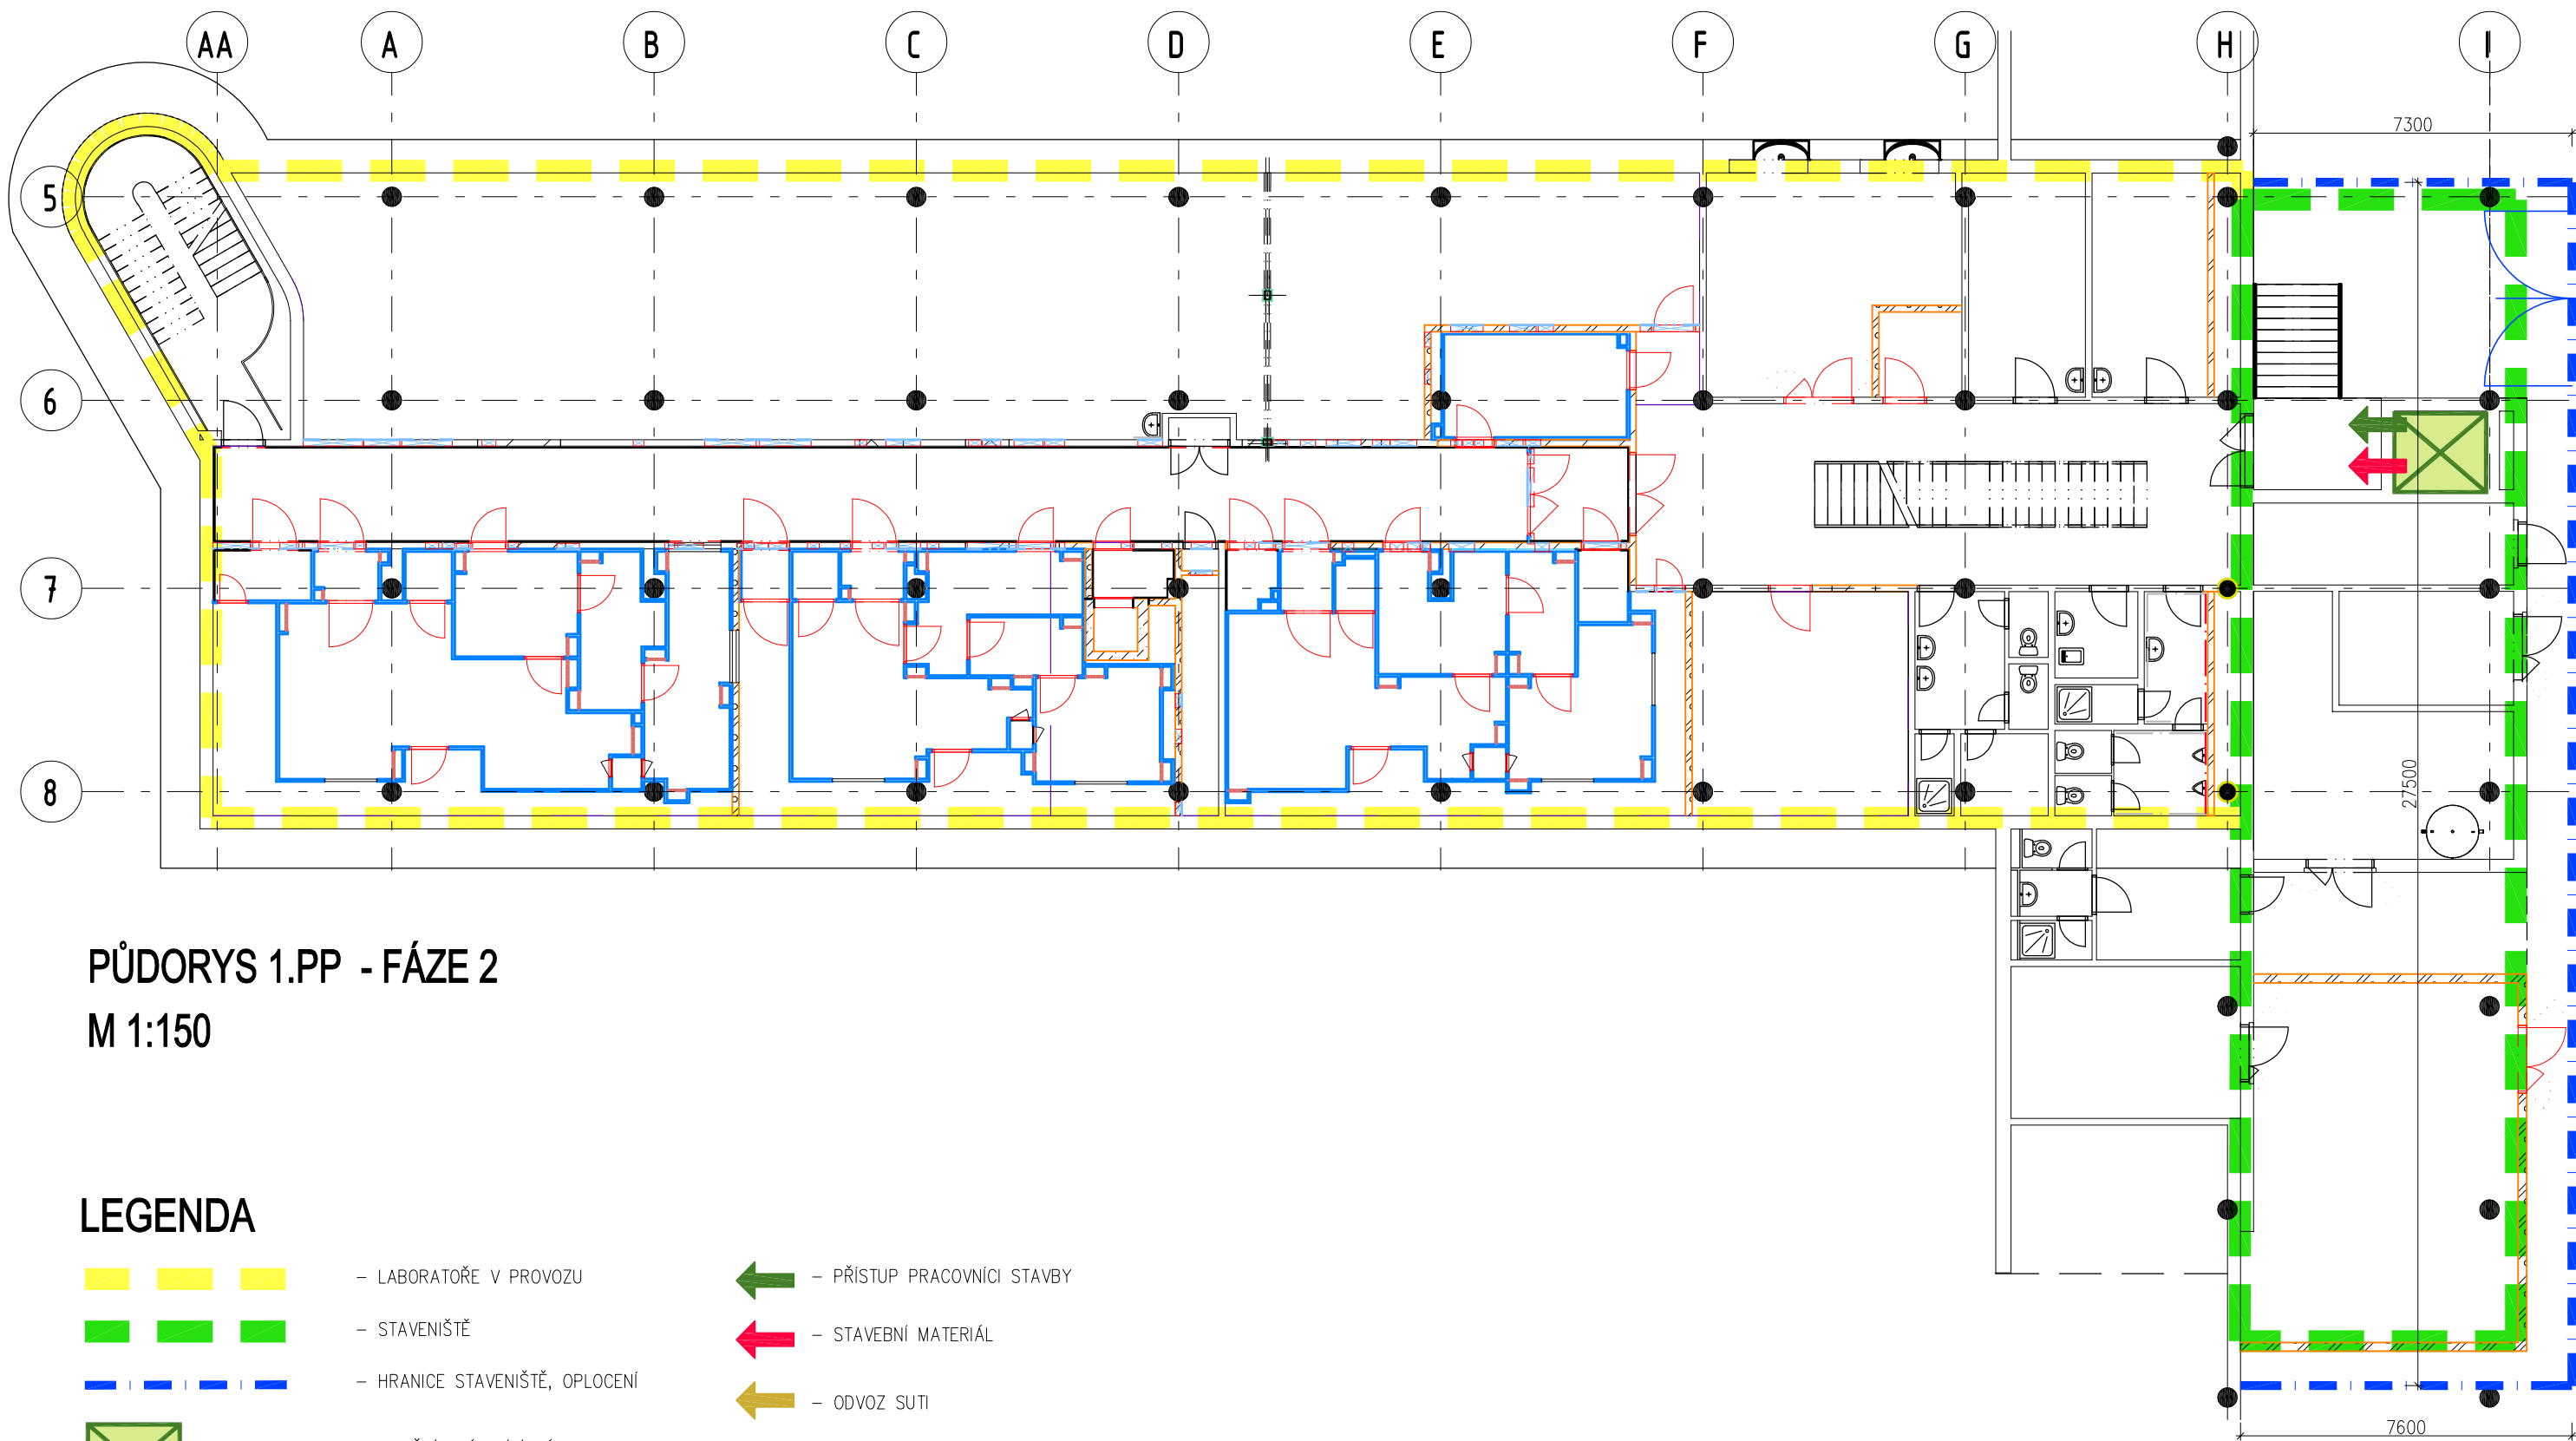 AA A B C D E F G H I
7300
5
6
7
8
27500
PŮDORYS 1.PP - FÁZE 2
M 1:150
LEGENDA
- LABORATOŘE V PROVOZU
- STAVENIŠTĚ
- HRANICE STAVENIŠTĚ, OPLOCENÍ
- PŘÍSTUP PRACOVNÍCI STAVBY
- STAVEBNÍ MATERIÁL
- ODVOZ SUTI
7600